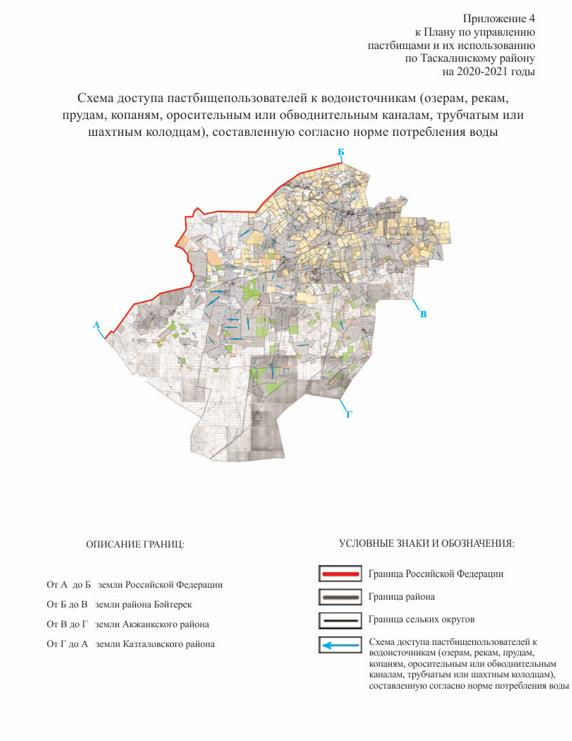 Приложение 4
к Плану по управлению
пастбищами и их использованию
по Таскалинскому району
на 2020-2021 годы
Схема доступа пастбищепользователей к водоисточникам (озерам, рекам,
прудам, копаням, оросительным или обводнительным каналам, трубчатым или
шахтным колодцам), составленную согласно норме потребления воды
Б
А
В
Г
ОПИСАНИЕ ГРАНИЦ:
От А до Б земли Российской Федерации
От Б до В земли района Бәйтерек
От В до Г земли Акжаикского района
От Г до А земли Казталовского района
УСЛОВНЫЕ ЗНАКИ И ОБОЗНАЧЕНИЯ:
Граница Российской Федерации
Граница района
Граница сельких округов
Схема доступа пастбищепользователей к
водоисточникам (озерам, рекам, прудам,
копаням, оросительным или обводнительным
каналам, трубчатым или шахтным колодцам),
составленную согласно норме потребления воды